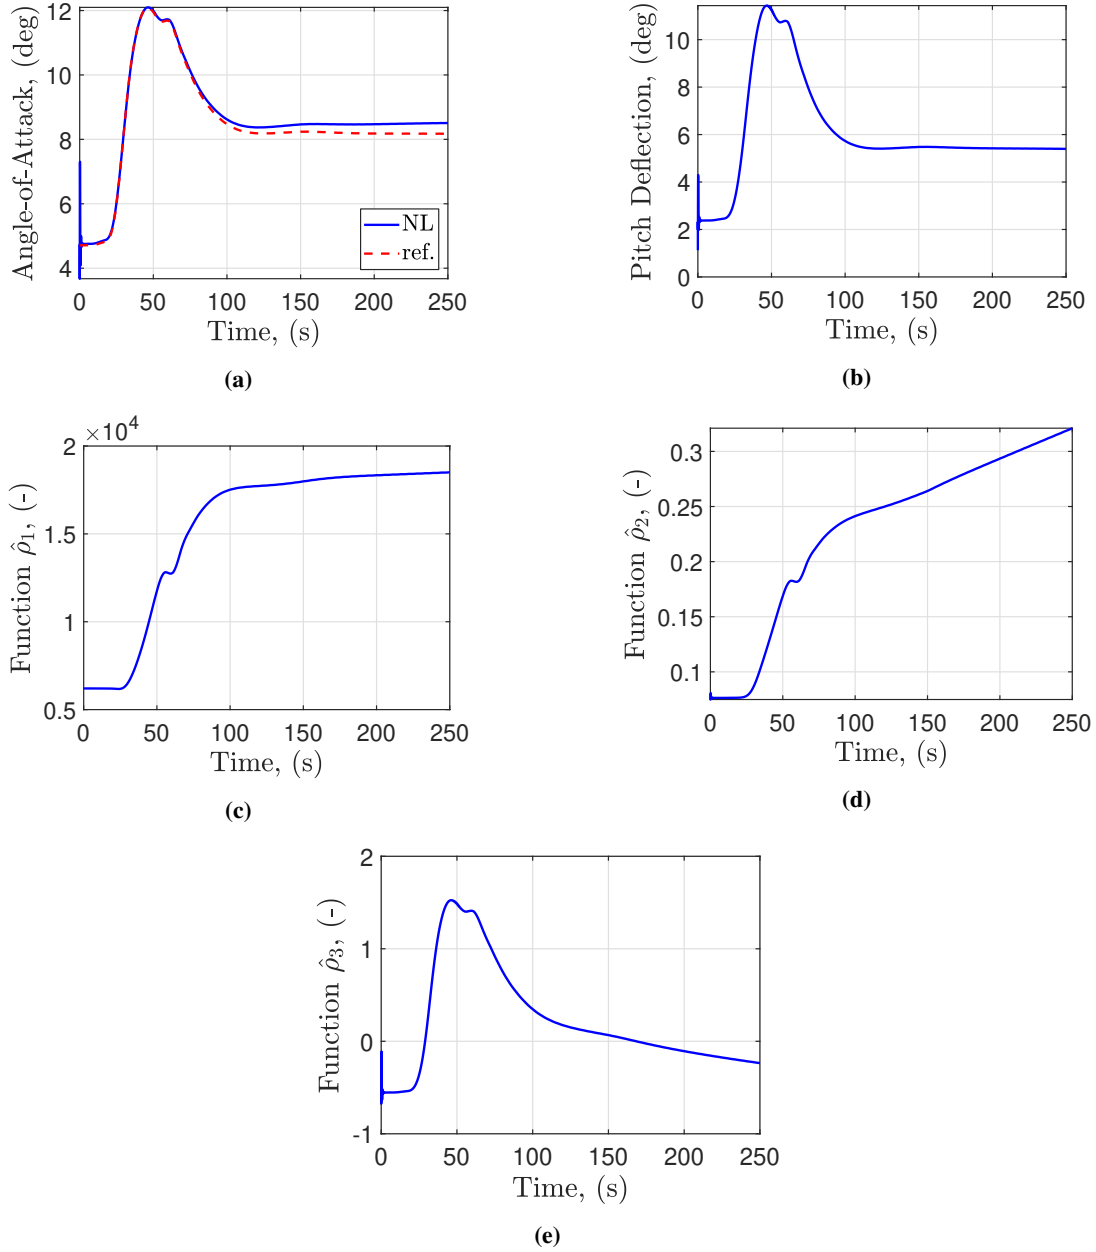 Angle-of-Attack, (deg)
12
10
8
6
4
NL
ref.
0 50 100 150 200 250
Time, (s)
(a)
Pitch Deflection, (deg)
10
8
6
4
2
0
0 50 100 150 200 250
Time, (s)
(b)
×10⁴
Function ρ̂₁, (-)
2
1.5
1
0.5
0 50 100 150 200 250
Time, (s)
(c)
Function ρ̂₂, (-)
0.3
0.25
0.2
0.15
0.1
0 50 100 150 200 250
Time, (s)
(d)
Function ρ̂₃, (-)
2
1
0
-1
0 50 100 150 200 250
Time, (s)
(e)